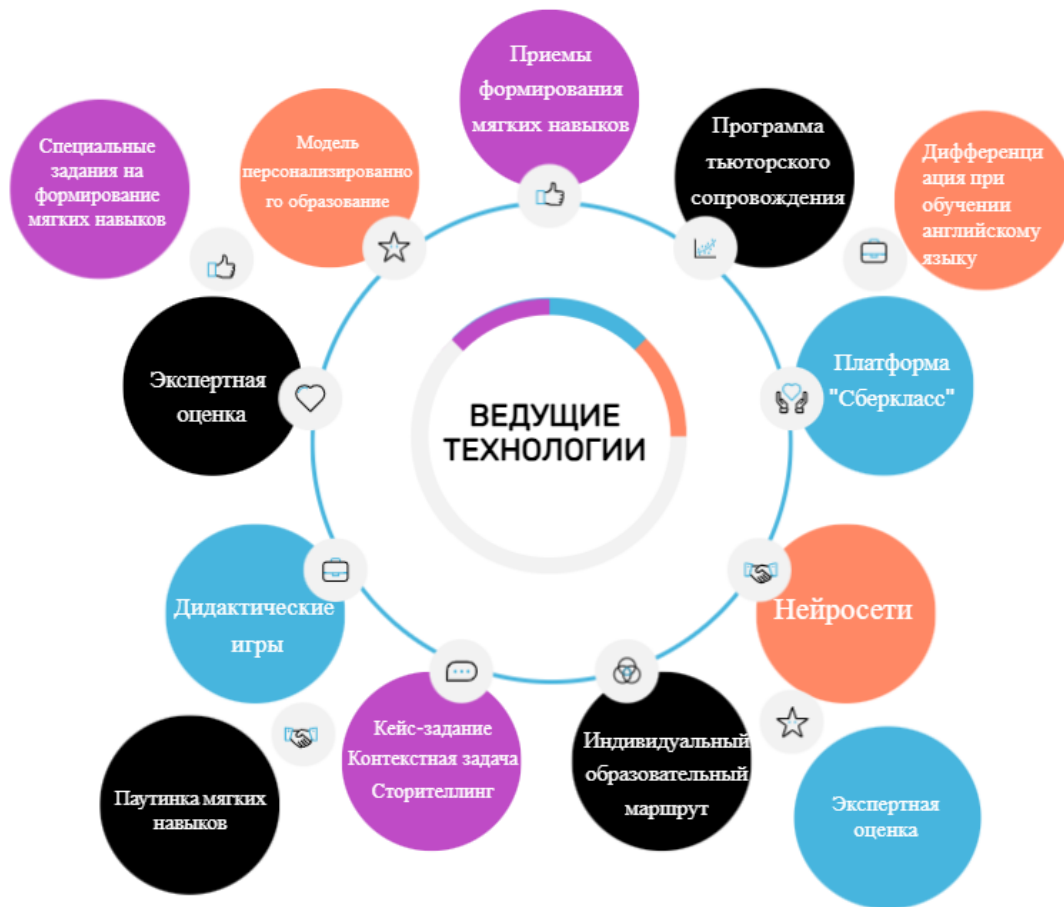 Приемы
формирования
мягких навыков
Специальные
задания на
формирование
мягких навыков
Модель
персонализированно
го образование
Программа
тьюторского
сопровождения
Дифференци
ация при
обучении
английскому
языку
Экспертная
оценка
ВЕДУЩИЕ
ТЕХНОЛОГИИ
Платформа
"Сберкласс"
Дидактические
игры
Нейросети
Паутинка мягких
навыков
Кейс-задание
Контекстная задача
Сторителлинг
Индивидуальный
образовательный
маршрут
Экспертная
оценка